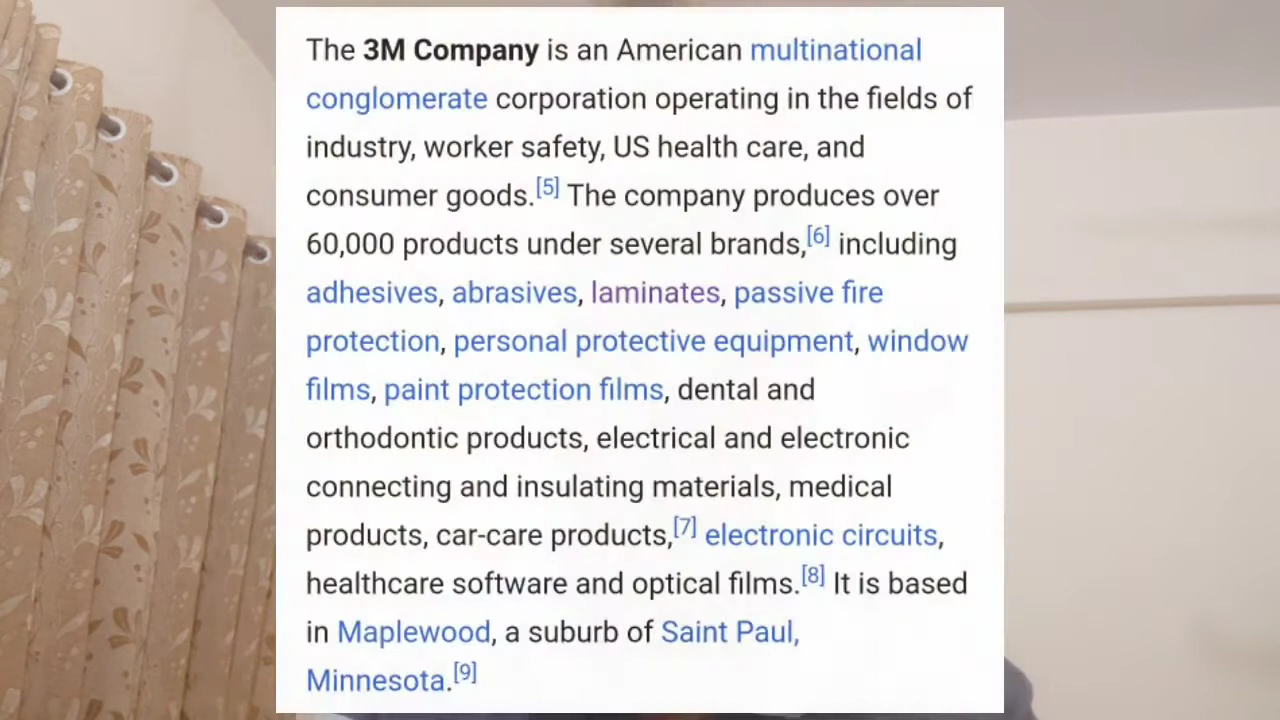 The 3M Company is an American multinational
conglomerate corporation operating in the fields of
industry, worker safety, US health care, and
consumer goods.[5] The company produces over
60,000 products under several brands,[6] including
adhesives, abrasives, laminates, passive fire
protection, personal protective equipment, window
films, paint protection films, dental and
orthodontic products, electrical and electronic
connecting and insulating materials, medical
products, car-care products,[7] electronic circuits,
healthcare software and optical films.[8] It is based
in Maplewood, a suburb of Saint Paul,
Minnesota.[9]